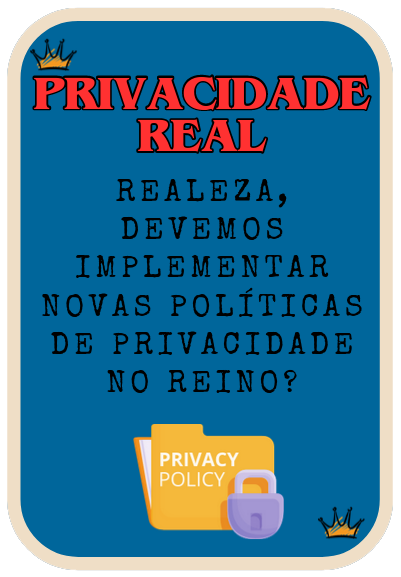 PRIVACIDADE
REAL
REALEZA,
DEVEMOS
IMPLEMENTAR
NOVAS POLÍTICAS
DE PRIVACIDADE
NO REINO?
PRIVACY
POLICY